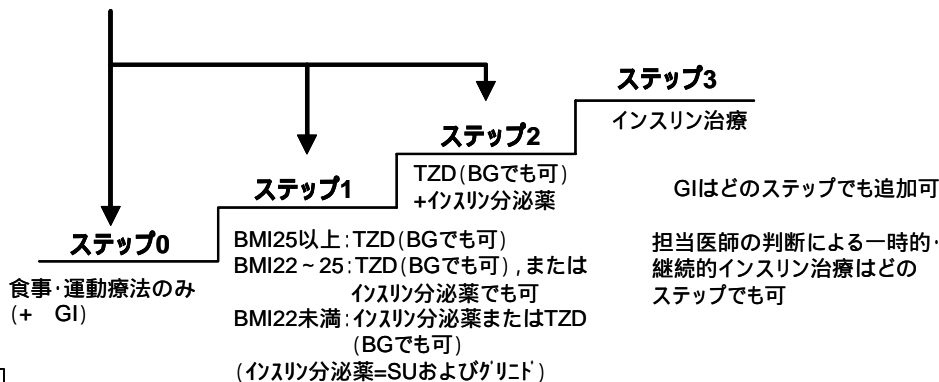 ステップ3
インスリン治療
ステップ2
TZD(BGでも可)
+インスリン分泌薬
GIはどのステップでも追加可
担当医師の判断による一時的・
継続的インスリン治療はどの
ステップでも可
ステップ1
BMI25以上:TZD(BGでも可)
BMI22~25:TZD(BGでも可),または
インスリン分泌薬でも可
BMI22未満:インスリン分泌薬またはTZD
(BGでも可)
(インスリン分泌薬=SUおよびグリニド)
ステップ0
食事・運動療法のみ
(+ GI)